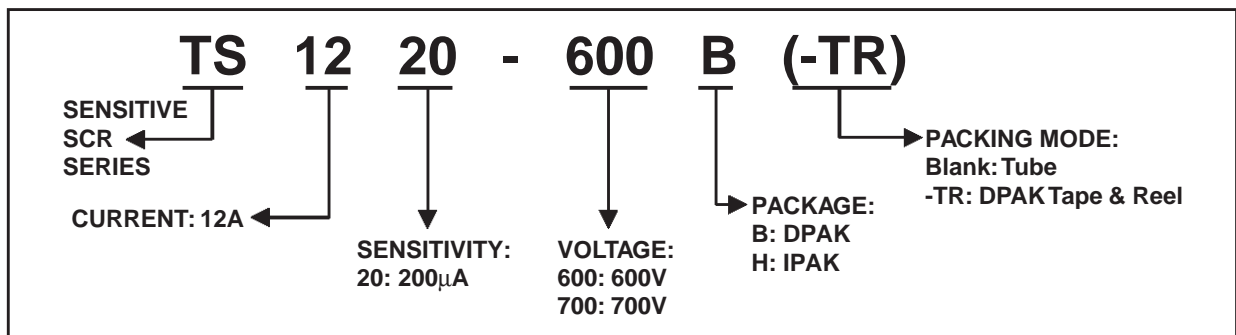 TS 12 20 - 600 B (-TR)
SENSITIVE
SCR
SERIES
CURRENT: 12A
SENSITIVITY:
20: 200μA
VOLTAGE:
600: 600V
700: 700V
PACKAGE:
B: DPAK
H: IPAK
PACKING MODE:
Blank: Tube
-TR: DPAK Tape & Reel